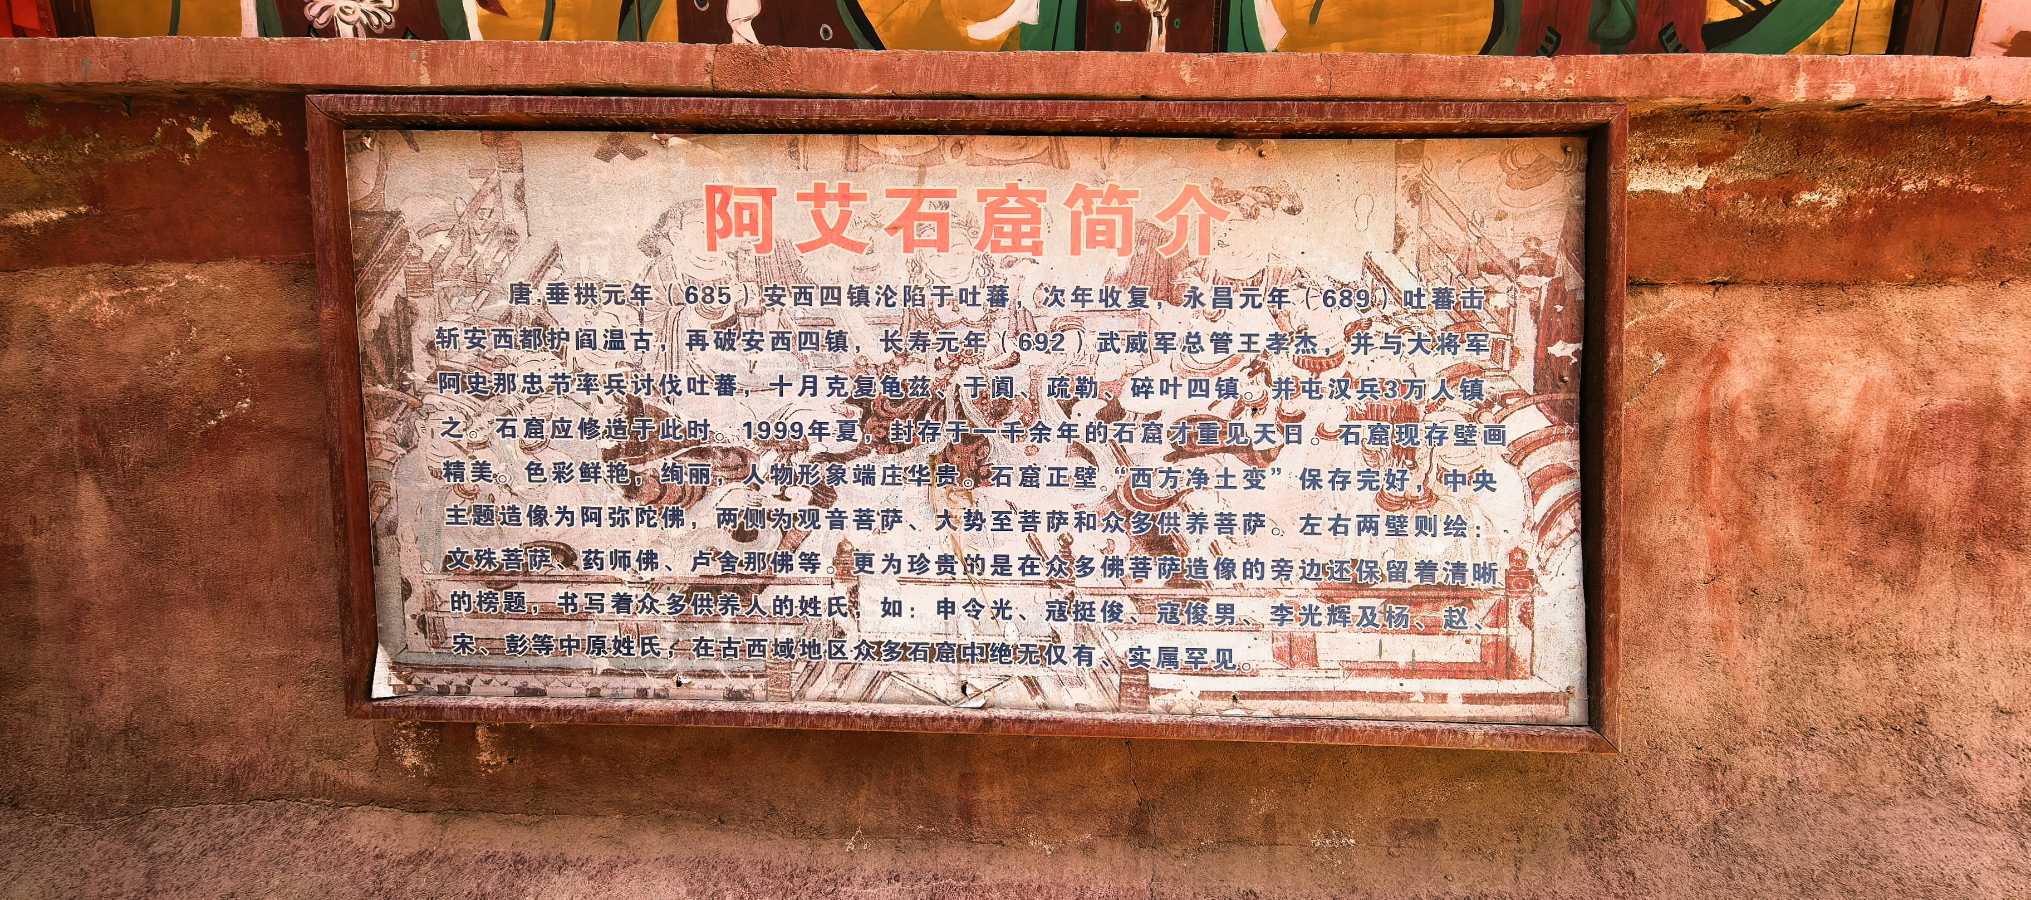 阿艾石窟简介
唐.垂拱元年（685）安西四镇沦陷于吐蕃，次年收复，永昌元年（689）吐蕃击
斩安西都护阎温古，再破安西四镇，长寿元年（692）武威军总管王孝杰，并与大将军
阿史那忠节率兵讨伐吐蕃，十月克复龟兹、于阗、疏勒、碎叶四镇。并屯汉兵3万人镇
之。石窟应修造于此时。1999年夏，封存于一千余年的石窟才重见天日。石窟现存壁画
精美。色彩鲜艳，绚丽，人物形象端庄华贵。石窟正壁“西方净土变”保存完好，中央
主题造像为阿弥陀佛，两侧为观音菩萨、大势至菩萨和众多供养菩萨。左右两壁则绘：
文殊菩萨、药师佛、卢舍那佛等。更为珍贵的是在众多佛菩萨造像的旁边还保留着清晰
的榜题，书写着众多供养人的姓氏，如：申令光、寇挺俊、寇俊男、李光辉及杨、赵、
宋、彭等中原姓氏，在古西域地区众多石窟中绝无仅有、实属罕见。